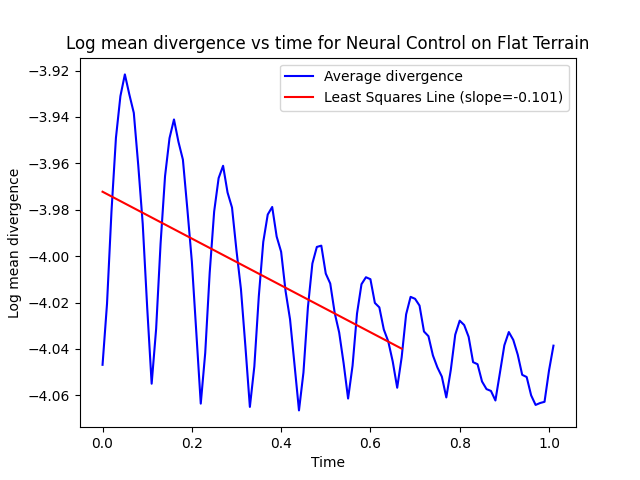 Log mean divergence vs time for Neural Control on Flat Terrain
Average divergence
Least Squares Line (slope=-0.101)
Log mean divergence
−3.92
−3.94
−3.96
−3.98
−4.00
−4.02
−4.04
−4.06
0.0 0.2 0.4 0.6 0.8 1.0
Time